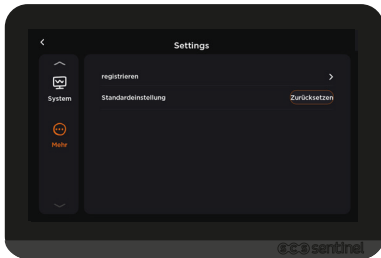 Settings
System
Mehr
registrieren
Standardeinstellung
Zurücksetzen
sentinel